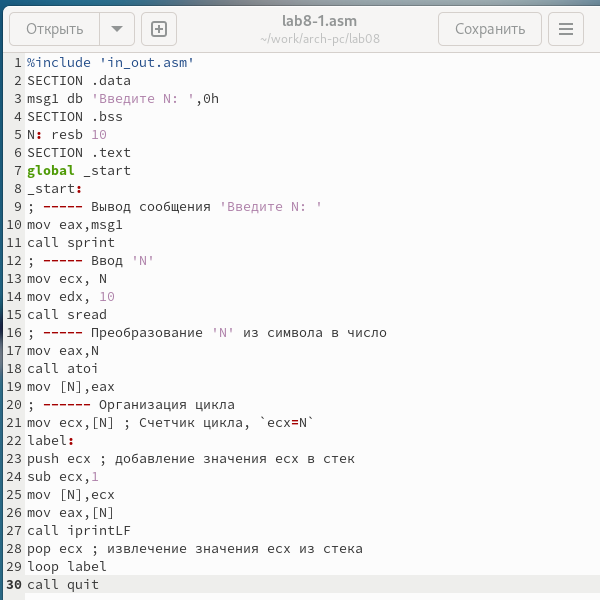 Открыть
lab8-1.asm
~/work/arch-pc/lab08
Сохранить
1 %include 'in_out.asm'
2 SECTION .data
3 msg1 db 'Введите N: ',0h
4 SECTION .bss
5 N: resb 10
6 SECTION .text
7 global _start
8 _start:
9 ; ----- Вывод сообщения 'Введите N: '
10 mov eax,msg1
11 call sprint
12 ; ----- Ввод 'N'
13 mov ecx, N
14 mov edx, 10
15 call sread
16 ; ----- Преобразование 'N' из символа в число
17 mov eax,N
18 call atoi
19 mov [N],eax
20 ; ------ Организация цикла
21 mov ecx,[N] ; Счетчик цикла, `ecx=N`
22 label:
23 push ecx ; добавление значения ecx в стек
24 sub ecx,1
25 mov [N],ecx
26 mov eax,[N]
27 call iprintLF
28 pop ecx ; извлечение значения ecx из стека
29 loop label
30 call quit